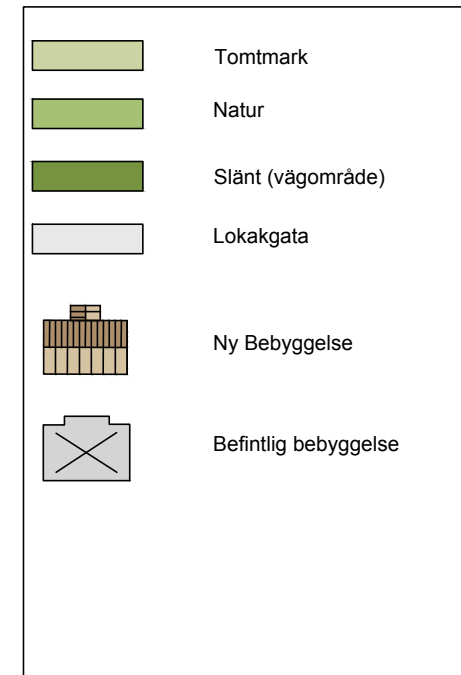 Tomtmark
Natur
Slänt (vägområde)
Lokakgata
Ny Bebyggelse
Befintlig bebyggelse